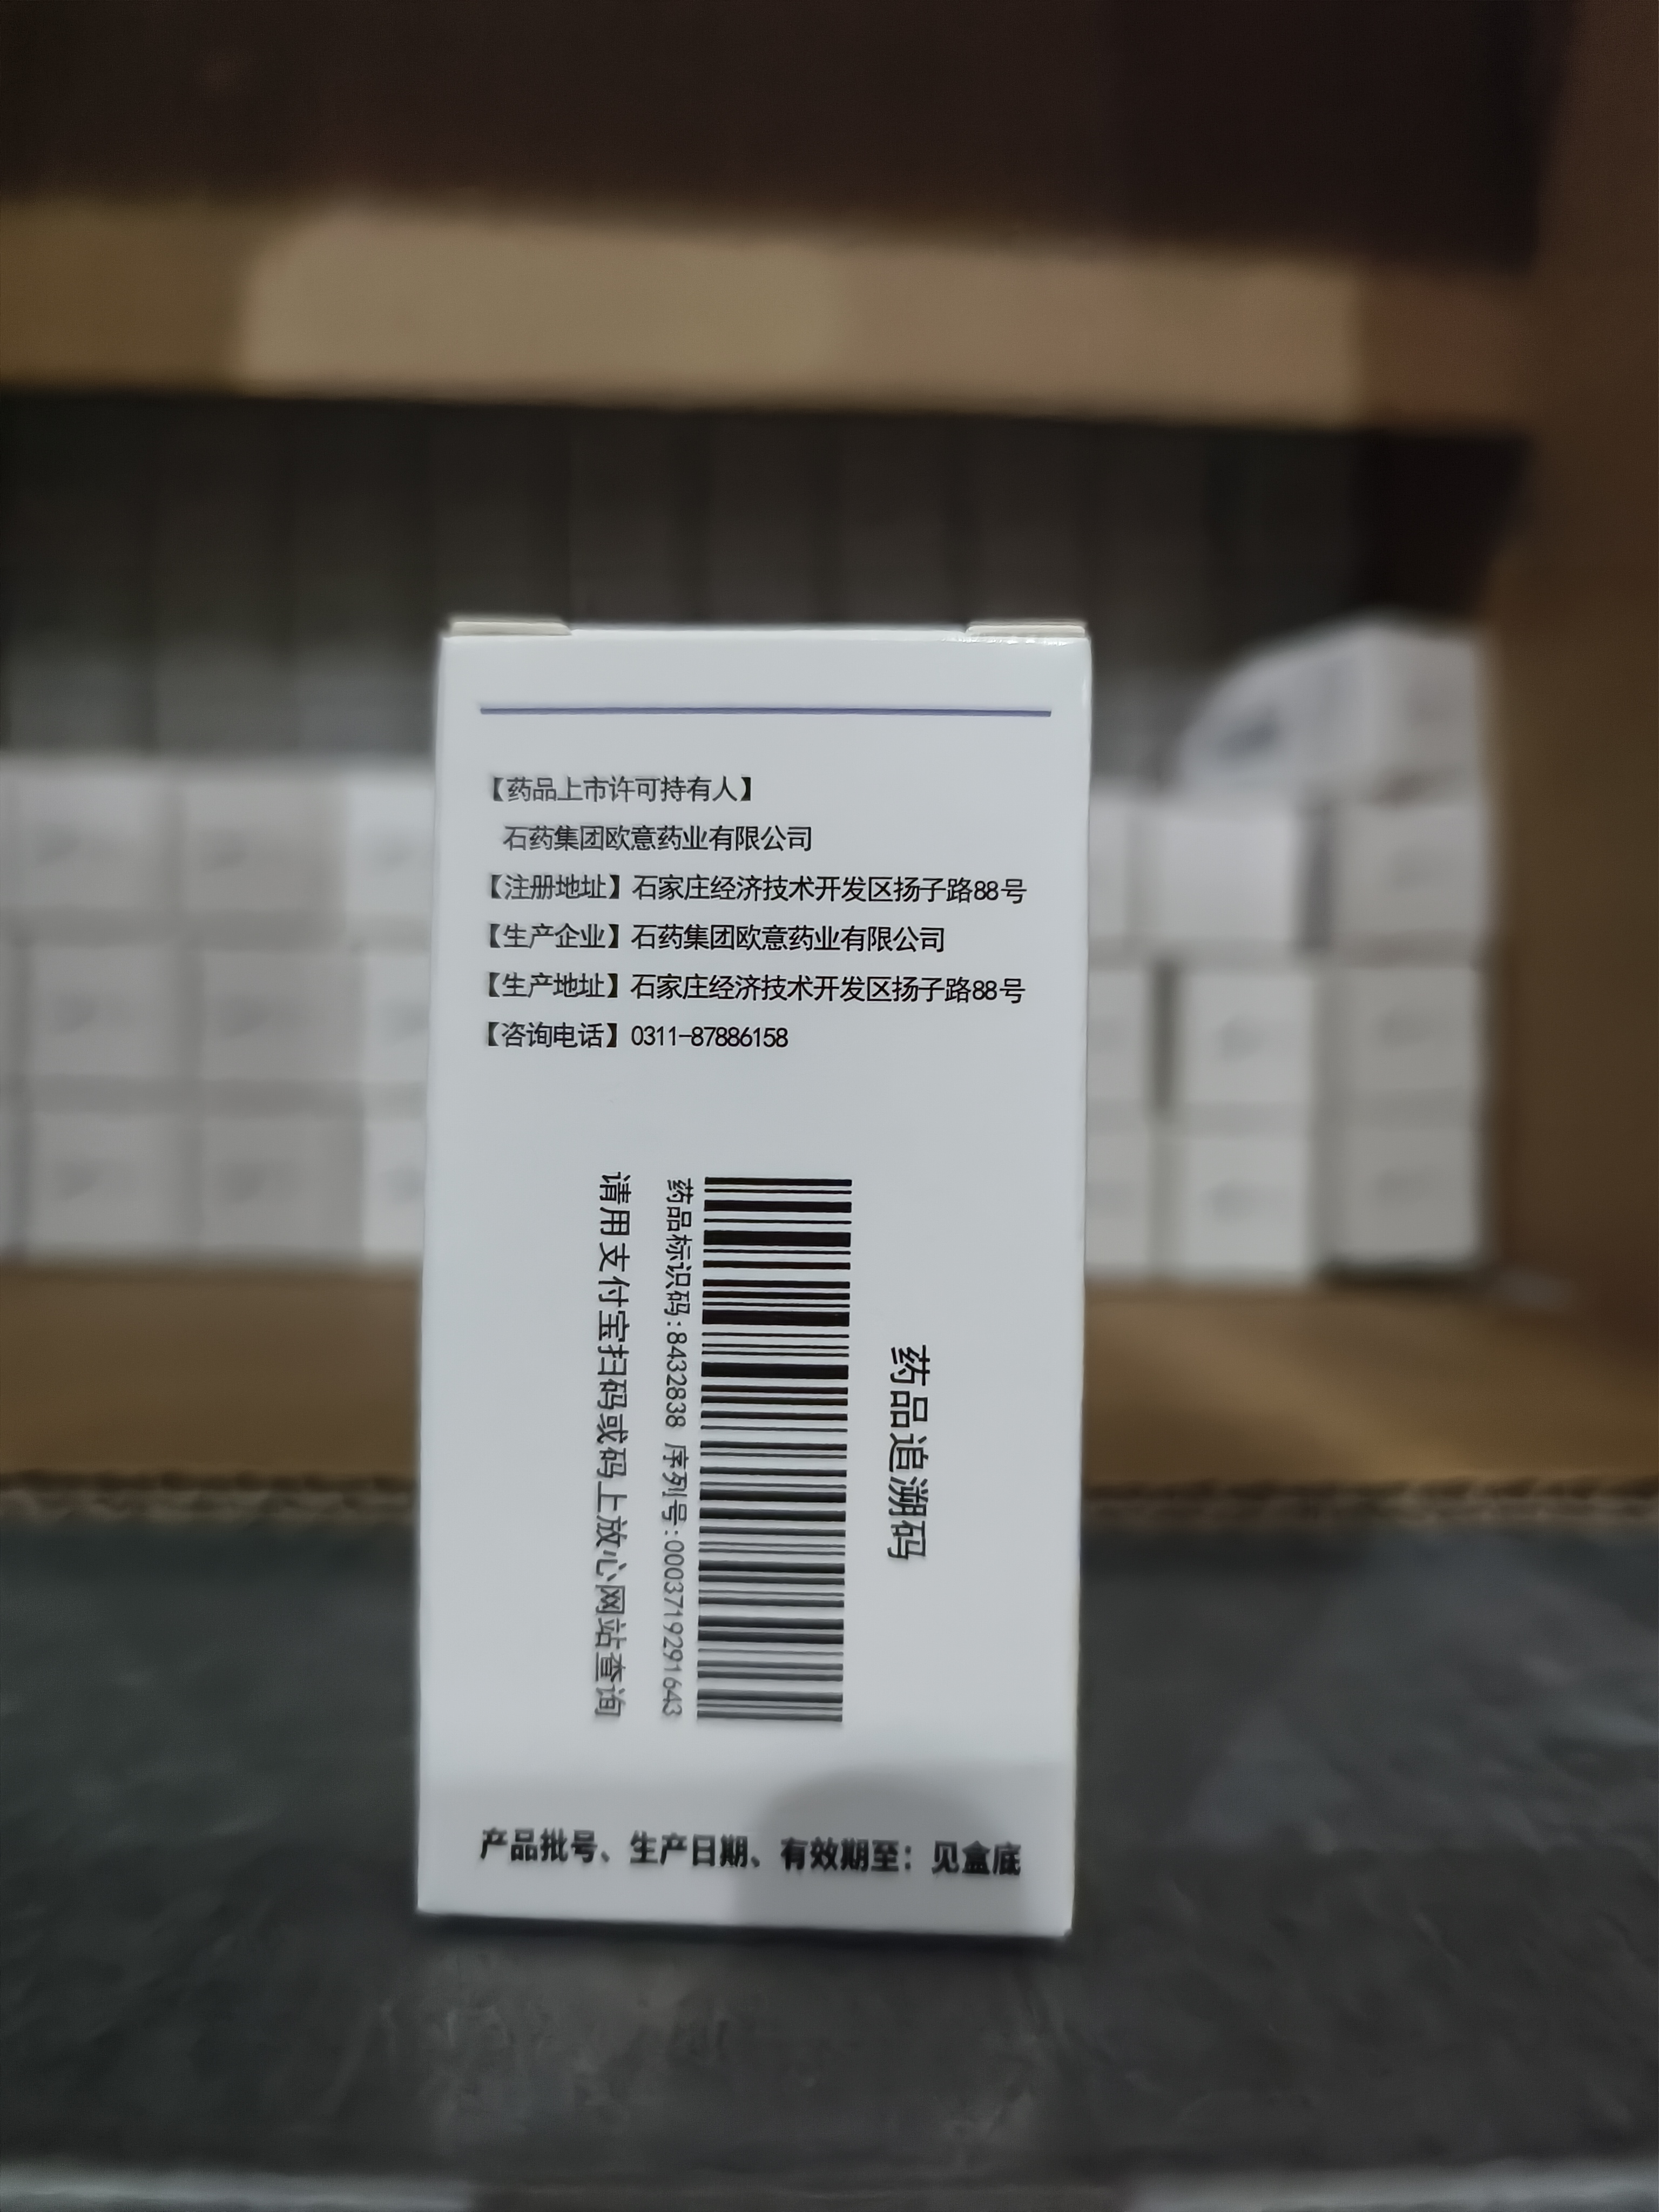 【药品上市许可持有人】
石药集团欧意药业有限公司
【注册地址】石家庄经济技术开发区扬子路88号
【生产企业】石药集团欧意药业有限公司
【生产地址】石家庄经济技术开发区扬子路88号
【咨询电话】0311-87886158
药品追溯码
药品标识码:8432838 序列号:0003719291643
请用支付宝扫码或码上放心网站查询
产品批号、生产日期、有效期至：见盒底